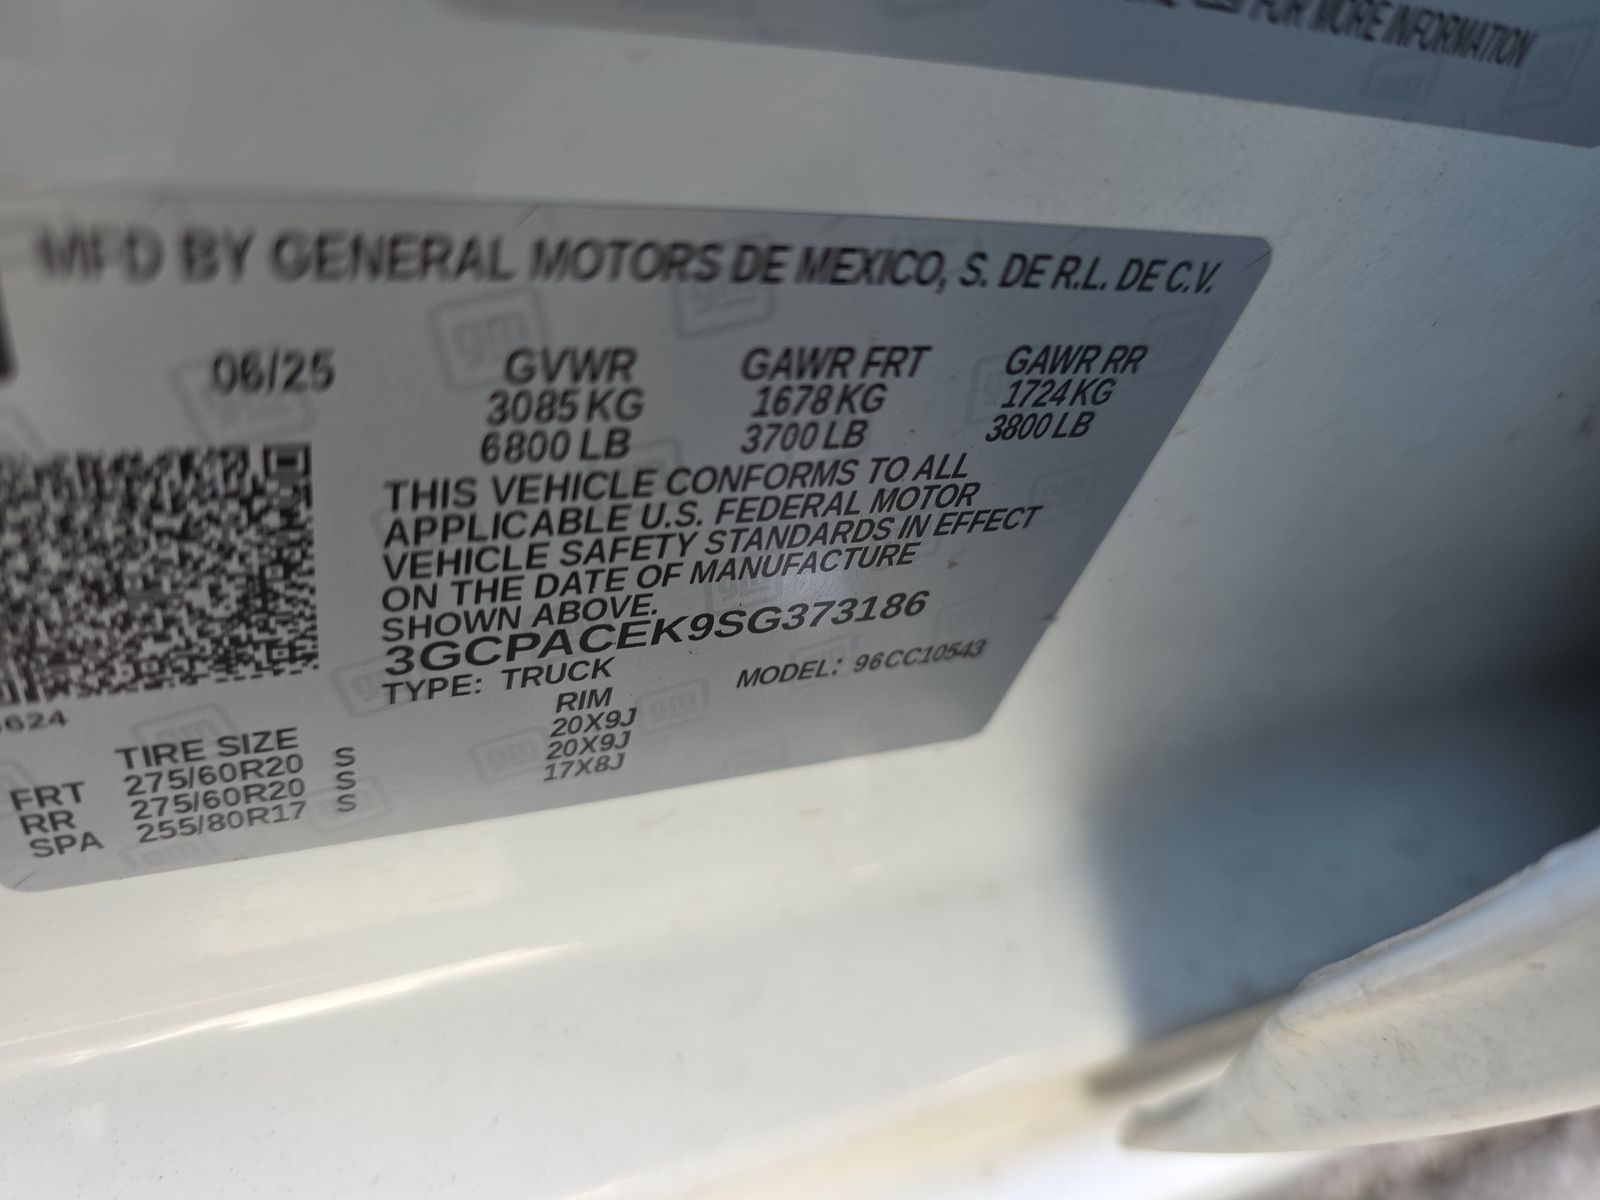 FOR MORE INFORMATION
MFD BY GENERAL MOTORS DE MEXICO, S. DE R.L. DE C.V.
06/25 GVWR GAWR FRT GAWR RR
3085 KG 1678 KG 1724 KG
6800 LB 3700 LB 3800 LB
THIS VEHICLE CONFORMS TO ALL
APPLICABLE U.S. FEDERAL MOTOR
VEHICLE SAFETY STANDARDS IN EFFECT
ON THE DATE OF MANUFACTURE
SHOWN ABOVE.
3GCPACEK9SG373186
TYPE: TRUCK MODEL: 96CC10543
624
TIRE SIZE RIM
FRT 275/60R20 S 20X9J
RR 275/60R20 S 20X9J
SPA 255/80R17 S 17X8J